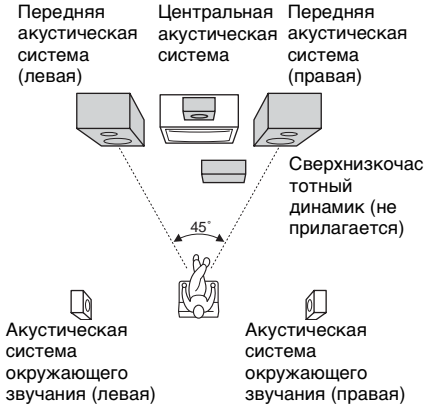 Передняя
акустическая
система
(левая)
Центральная
акустическая
система
Передняя
акустическая
система
(правая)
Сверхнизкочас
тотный
динамик (не
прилагается)
45˚
Акустическая
система
окружающего
звучания (левая)
Акустическая
система
окружающего
звучания (правая)